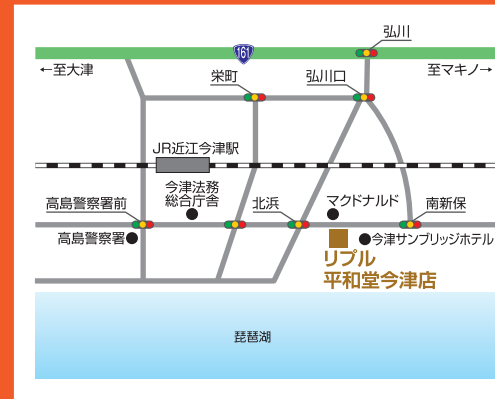 弘川
161
←至大津
至マキノ→
栄町
弘川口
JR近江今津駅
今津法務
総合庁舎
高島警察署前
北浜
マクドナルド
南新保
高島警察署
今津サンブリッジホテル
リプル
平和堂今津店
琵琶湖